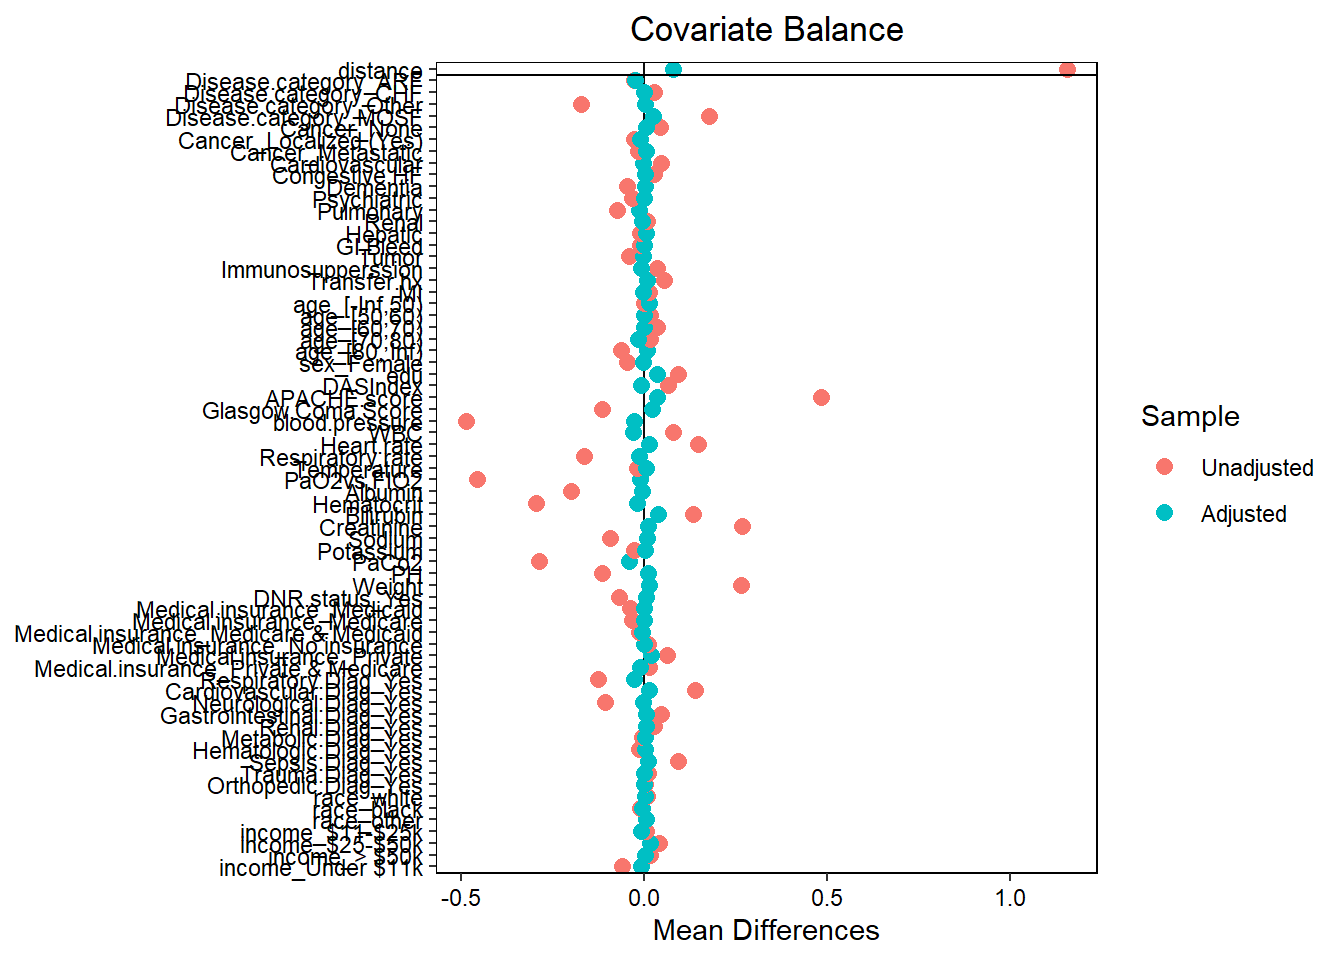 Covariate Balance
distance
Disease.category_ARF
Disease.category_CHF
Disease.category_Other
Disease.category_MOSF
Cancer_None
Cancer_Localized (Yes)
Cancer_Metastatic
Cardiovascular
Congestive.HF
Dementia
Psychiatric
Pulmonary
Renal
Hepatic
GI.Bleed
Tumor
Immunosupperssion
Transfer.hx
MI
age_[-Inf,50)
age_[50,60)
age_[60,70)
age_[70,80)
age_[80, Inf)
sex_Female
edu
DASIndex
APACHE.score
Glasgow.Coma.Score
blood.pressure
WBC
Heart.rate
Respiratory.rate
Temperature
PaO2vs.FIO2
Albumin
Hematocrit
Bilirubin
Creatinine
Sodium
Potassium
PaCo2
PH
Weight
DNR.status_Yes
Medical.insurance_Medicaid
Medical.insurance_Medicare
Medical.insurance_Medicare & Medicaid
Medical.insurance_No insurance
Medical.insurance_Private
Medical.insurance_Private & Medicare
Respiratory.Diag_Yes
Cardiovascular.Diag_Yes
Neurological.Diag_Yes
Gastrointestinal.Diag_Yes
Renal.Diag_Yes
Metabolic.Diag_Yes
Hematologic.Diag_Yes
Sepsis.Diag_Yes
Trauma.Diag_Yes
Orthopedic.Diag_Yes
race_white
race_black
race_other
income_$11-$25k
income_$25-$50k
income_> $50k
income_Under $11k
-0.5 0.0 0.5 1.0
Mean Differences
Sample
Unadjusted
Adjusted